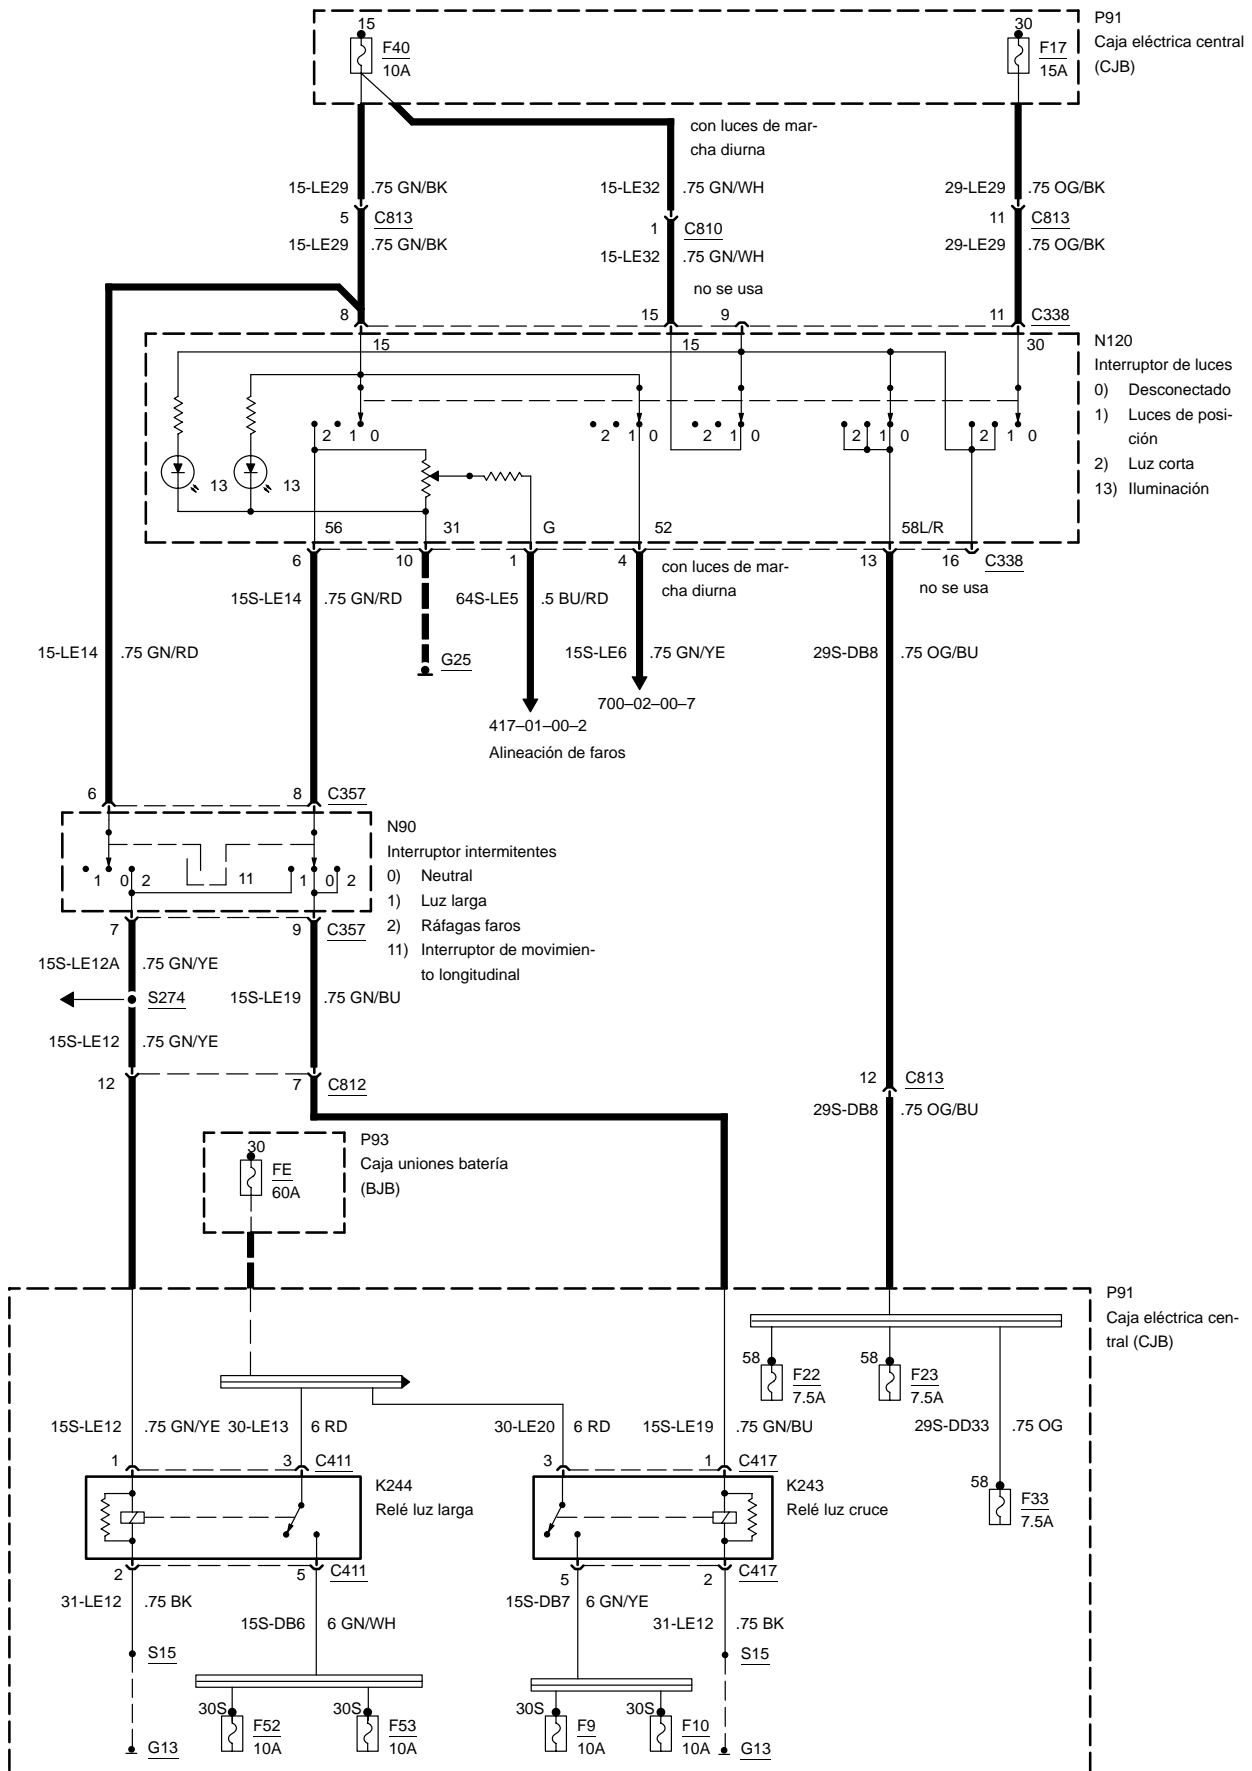 15
F40
10A
30
F17
15A
P91
Caja eléctrica central
(CJB)
con luces de mar-
cha diurna
15-LE29 .75 GN/BK
15-LE32 .75 GN/WH
29-LE29 .75 OG/BK
5 C813
1 C810
11 C813
15-LE29 .75 GN/BK
15-LE32 .75 GN/WH
29-LE29 .75 OG/BK
no se usa
8
15
9
11 C338
15
15
30
N120
Interruptor de luces
0) Desconectado
1) Luces de posi-
ción
2) Luz corta
13) Iluminación
2 1 0
2 1 0
2 1 0
2 1 0
2 1 0
13
13
56
31
G
52
58L/R
6
10
1
4
13
16 C338
con luces de mar-
cha diurna
no se usa
15S-LE14 .75 GN/RD
64S-LE5 .5 BU/RD
15-LE14 .75 GN/RD
G25
15S-LE6 .75 GN/YE
29S-DB8 .75 OG/BU
700–02–00–7
417–01–00–2
Alineación de faros
6
8 C357
N90
Interruptor intermitentes
0) Neutral
1) Luz larga
2) Ráfagas faros
11) Interruptor de movimien-
to longitudinal
1 0 2
11
1 0 2
7
9 C357
15S-LE12A .75 GN/YE
S274
15S-LE19 .75 GN/BU
15S-LE12 .75 GN/YE
12
7 C812
12 C813
29S-DB8 .75 OG/BU
30
FE
60A
P93
Caja uniones batería
(BJB)
P91
Caja eléctrica cen-
tral (CJB)
58
F22
7.5A
58
F23
7.5A
15S-LE12 .75 GN/YE
30-LE13 6 RD
30-LE20 6 RD
15S-LE19 .75 GN/BU
29S-DD33 .75 OG
1
3 C411
3
1 C417
K244
Relé luz larga
K243
Relé luz cruce
58
F33
7.5A
2
5 C411
5
2 C417
31-LE12 .75 BK
15S-DB6 6 GN/WH
15S-DB7 6 GN/YE
31-LE12 .75 BK
S15
S15
30S
F52
10A
30S
F53
10A
30S
F9
10A
30S
F10
10A
G13
G13